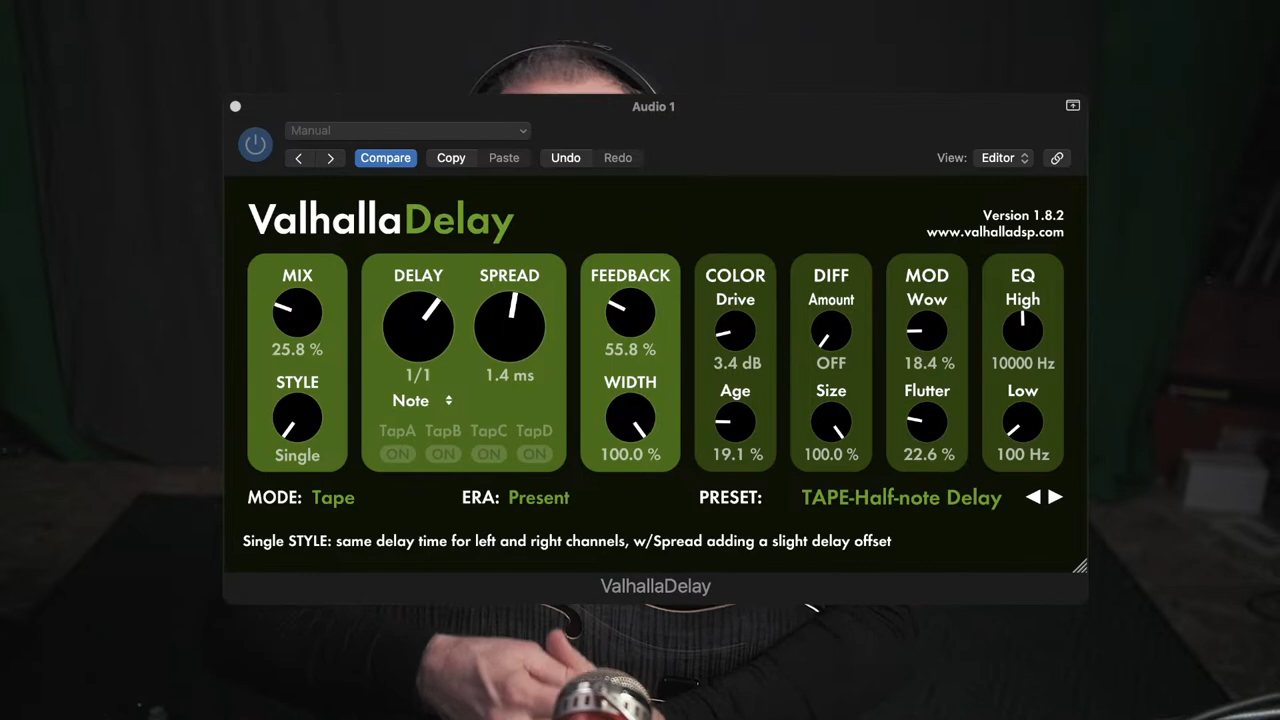 Audio 1
Manual
Compare
Copy
Paste
Undo
Redo
View:
Editor
ValhallaDelay
Version 1.8.2
www.valhalladsp.com
MIX
25.8 %
STYLE
Single
DELAY
SPREAD
1/1
1.4 ms
Note
TapA TapB TapC TapD
ON ON ON ON
FEEDBACK
55.8 %
WIDTH
100.0 %
COLOR
Drive
3.4 dB
Age
19.1 %
DIFF
Amount
OFF
Size
100.0 %
MOD
Wow
18.4 %
Flutter
22.6 %
EQ
High
10000 Hz
Low
100 Hz
MODE: Tape
ERA: Present
PRESET: TAPE-Half-note Delay
Single STYLE: same delay time for left and right channels, w/Spread adding a slight delay offset
ValhallaDelay